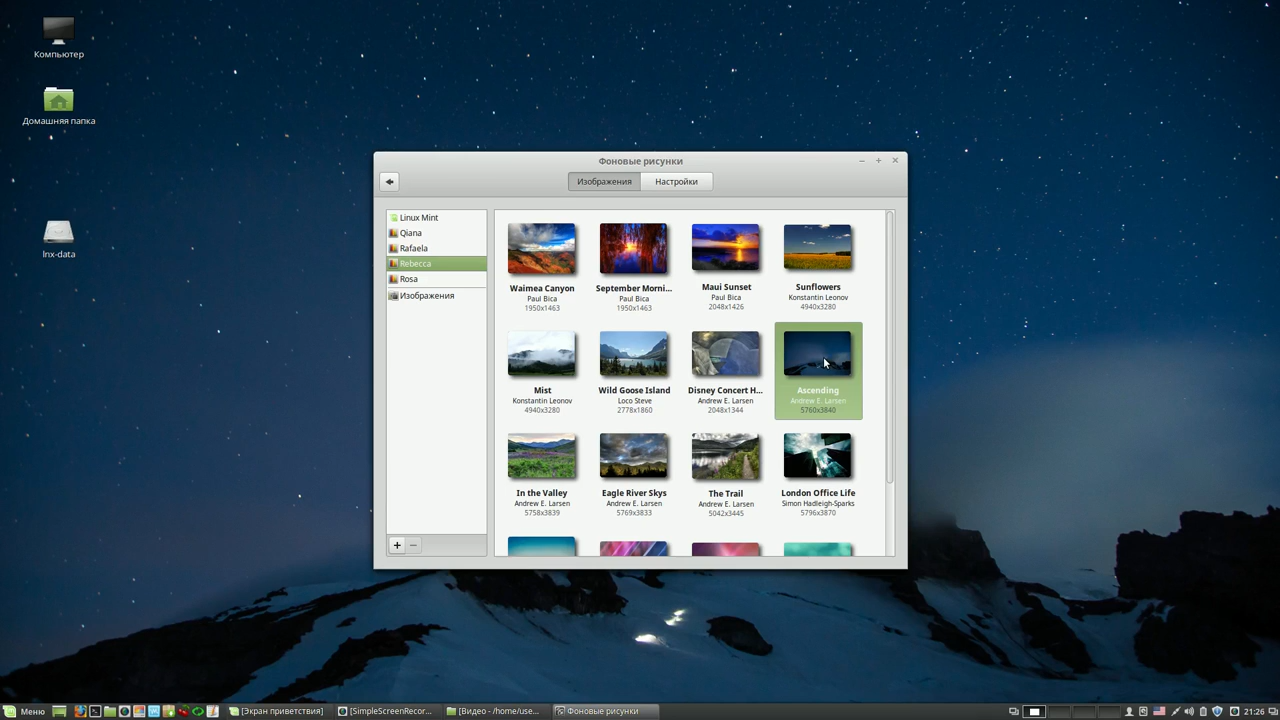 Компьютер
Домашняя папка
lnx-data
Фоновые рисунки
Изображения
Настройки
Linux Mint
Qiana
Rafaela
Rebecca
Rosa
Изображения
Waimea Canyon
Paul Bica
1950x1463
September Morni...
Paul Bica
1950x1463
Maui Sunset
Paul Bica
2048x1426
Sunflowers
Konstantin Leonov
4940x3280
Mist
Konstantin Leonov
4940x3280
Wild Goose Island
Loco Steve
2778x1860
Disney Concert H...
Andrew E. Larsen
2048x1344
Ascending
Andrew E. Larsen
5760x3840
In the Valley
Andrew E. Larsen
5758x3839
Eagle River Skys
Andrew E. Larsen
5769x3833
The Trail
Andrew E. Larsen
5042x3445
London Office Life
Simon Hadleigh-Sparks
5796x3870
Меню
[Экран приветствия]
[SimpleScreenRecor...
[Видео - /home/use...
Фоновые рисунки
21:26